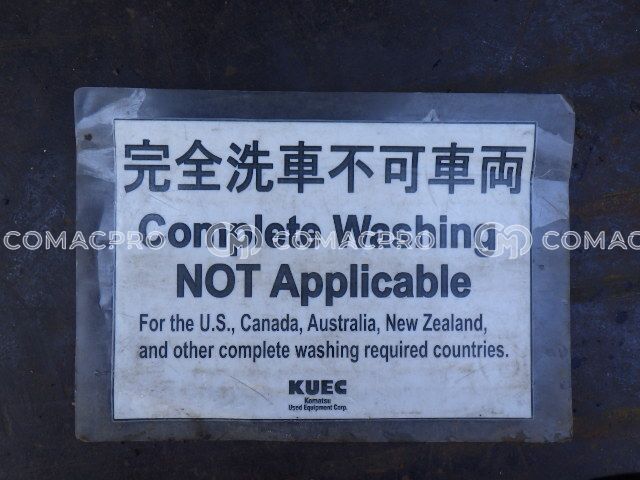 完全洗車不可車両
Complete Washing
COMACPRO COMACPRO COMACPRO
NOT Applicable
For the U.S., Canada, Australia, New Zealand,
and other complete washing required countries.
KUEC
Komatsu
Used Equipment Corp.